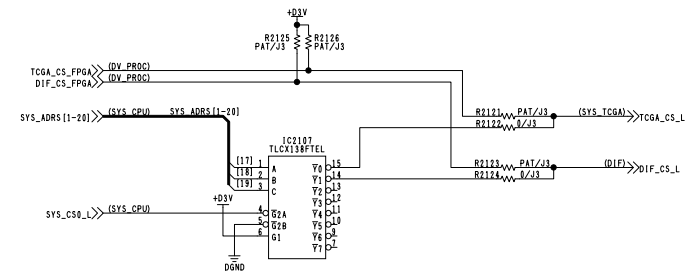 +D3V
R2125 R2126
PAT/J3 PAT/J3
TCGA_CS_FPGA (DV_PROC)
DIF_CS_FPGA (DV_PROC)
SYS_ADRS[1-20] (SYS_CPU) SYS_ADRS[1-20]
R2121 PAT/J3 (SYS_TCGA) TCGA_CS_L
R2122 0/J3
IC2107
TLCX138FTEL
[17] 1 A Y0 15
[18] 2 B Y1 14
[19] 3 C Y2 13
Y3 12
R2123 PAT/J3 (DIF) DIF_CS_L
R2124 0/J3
+D3V
SYS_CS0_L (SYS_CPU) 4 G2A Y4 11
5 G2B Y5 10
6 G1 Y6 9
Y7 7
DGND